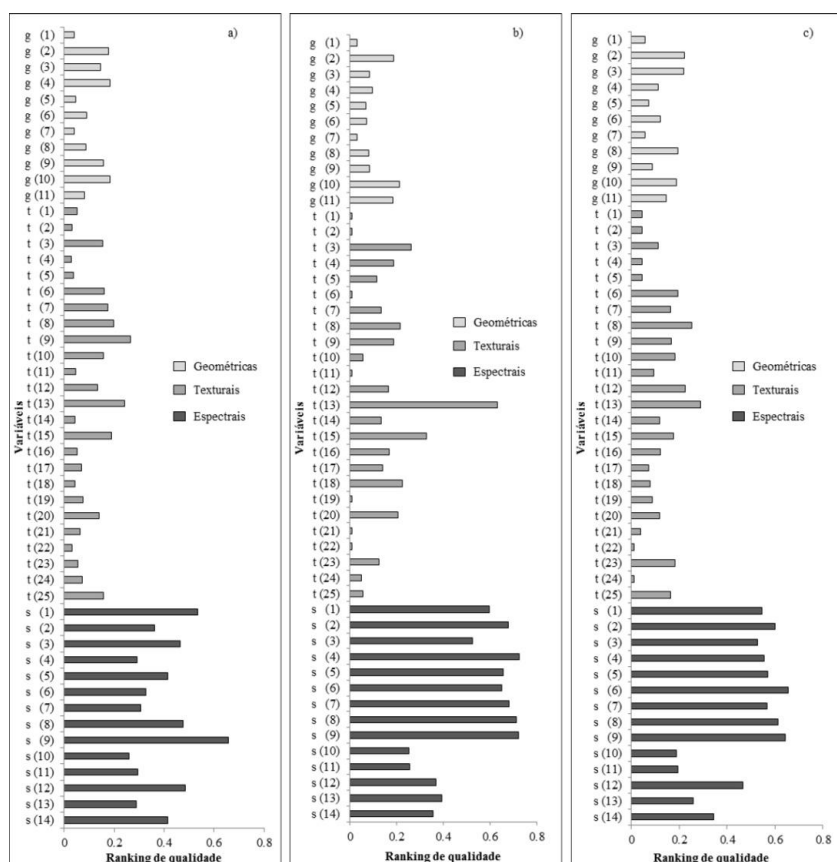 a)
g (1)
g (2)
g (3)
g (4)
g (5)
g (6)
g (7)
g (8)
g (9)
g (10)
g (11)
t (1)
t (2)
t (3)
t (4)
t (5)
t (6)
t (7)
t (8)
t (9)
t (10)
t (11)
t (12)
t (13)
t (14)
t (15)
t (16)
t (17)
t (18)
t (19)
t (20)
t (21)
t (22)
t (23)
t (24)
t (25)
s (1)
s (2)
s (3)
s (4)
s (5)
s (6)
s (7)
s (8)
s (9)
s (10)
s (11)
s (12)
s (13)
s (14)
Variáveis
Geométricas
Texturais
Espectrais
0 0.2 0.4 0.6 0.8
Ranking de qualidade
b)
g (1)
g (2)
g (3)
g (4)
g (5)
g (6)
g (7)
g (8)
g (9)
g (10)
g (11)
t (1)
t (2)
t (3)
t (4)
t (5)
t (6)
t (7)
t (8)
t (9)
t (10)
t (11)
t (12)
t (13)
t (14)
t (15)
t (16)
t (17)
t (18)
t (19)
t (20)
t (21)
t (22)
t (23)
t (24)
t (25)
s (1)
s (2)
s (3)
s (4)
s (5)
s (6)
s (7)
s (8)
s (9)
s (10)
s (11)
s (12)
s (13)
s (14)
Variáveis
Geométricas
Texturais
Espectrais
0 0.2 0.4 0.6 0.8
Ranking de qualidade
c)
g (1)
g (2)
g (3)
g (4)
g (5)
g (6)
g (7)
g (8)
g (9)
g (10)
g (11)
t (1)
t (2)
t (3)
t (4)
t (5)
t (6)
t (7)
t (8)
t (9)
t (10)
t (11)
t (12)
t (13)
t (14)
t (15)
t (16)
t (17)
t (18)
t (19)
t (20)
t (21)
t (22)
t (23)
t (24)
t (25)
s (1)
s (2)
s (3)
s (4)
s (5)
s (6)
s (7)
s (8)
s (9)
s (10)
s (11)
s (12)
s (13)
s (14)
Variáveis
Geométricas
Texturais
Espectrais
0 0.2 0.4 0.6 0.8
Ranking de qualidade